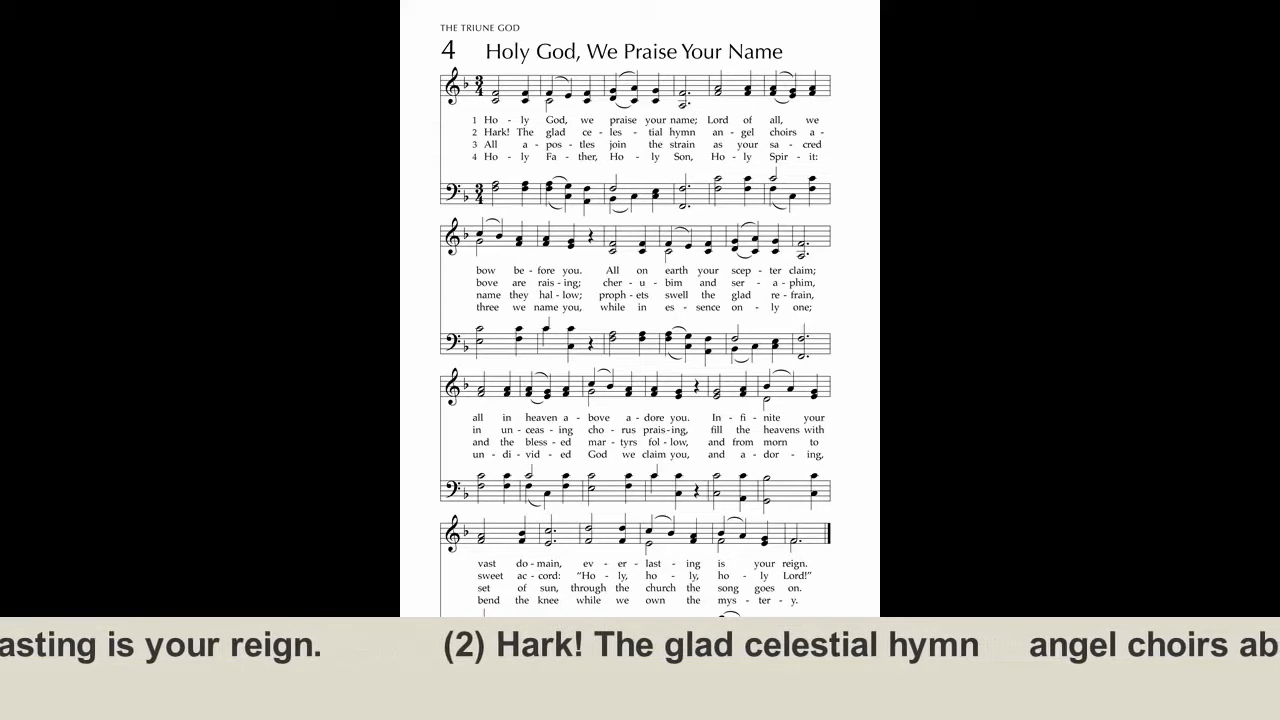 THE TRIUNE GOD
4 Holy God, We Praise Your Name
1 Ho - ly God, we praise your name; Lord of all, we
2 Hark! The glad ce - les - tial hymn an - gel choirs a -
3 All a - pos - tles join the strain as your sa - cred
4 Ho - ly Fa - ther, Ho - ly Son, Ho - ly Spir - it:
bow be - fore you. All on earth your scep - ter claim;
bove are rais - ing; cher - u - bim and ser - a - phim,
name they hal - low; proph - ets swell the glad re - frain,
three we name you, while in es - sence on - ly one;
all in heaven a - bove a - dore you. In - fi - nite your
in un - ceas - ing cho - rus prais - ing, fill the heavens with
and the bless - ed mar - tyrs fol - low, and from morn to
un - di - vid - ed God we claim you, and a - dor - ing,
vast do - main, ev - er - last - ing is your reign.
sweet ac - cord: “Ho - ly, ho - ly, ho - ly Lord!”
set of sun, through the church the song goes on.
bend the knee while we own the mys - ter - y.
asting is your reign. (2) Hark! The glad celestial hymn angel choirs ab